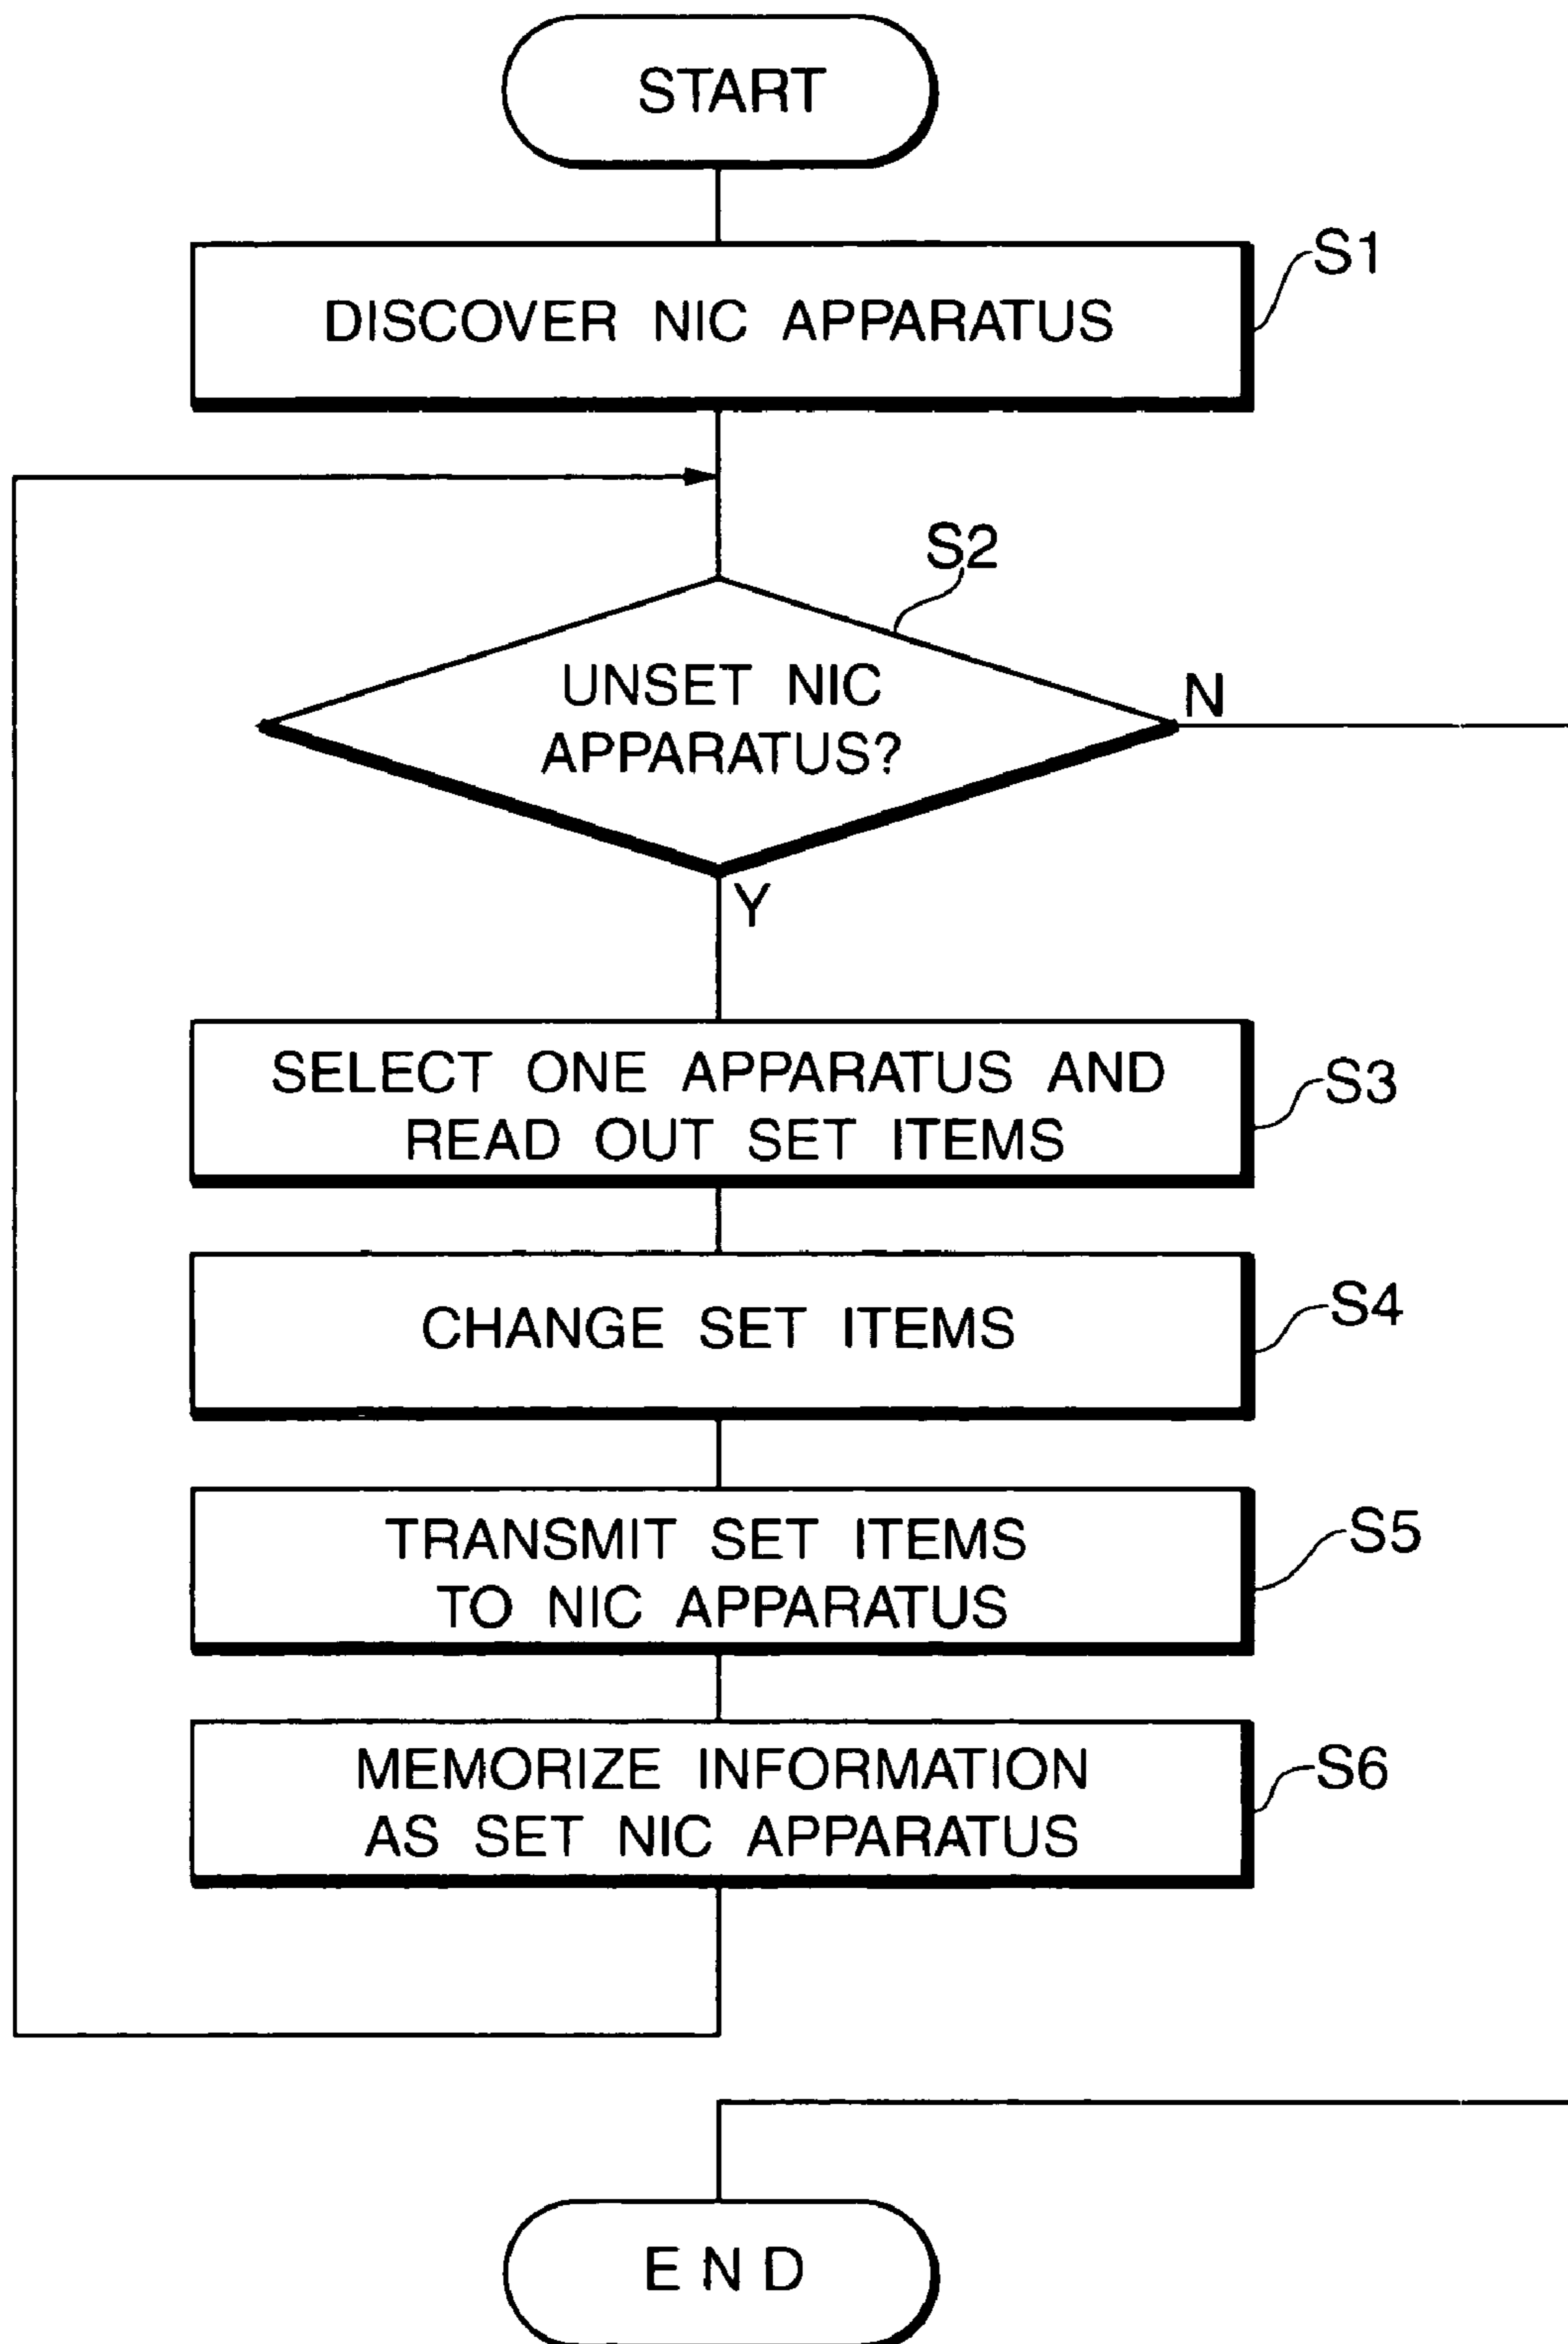 START
S1
DISCOVER NIC APPARATUS
S2
UNSET NIC
APPARATUS?
N
Y
SELECT ONE APPARATUS AND
READ OUT SET ITEMS
S3
CHANGE SET ITEMS
S4
TRANSMIT SET ITEMS
TO NIC APPARATUS
S5
MEMORIZE INFORMATION
AS SET NIC APPARATUS
S6
END